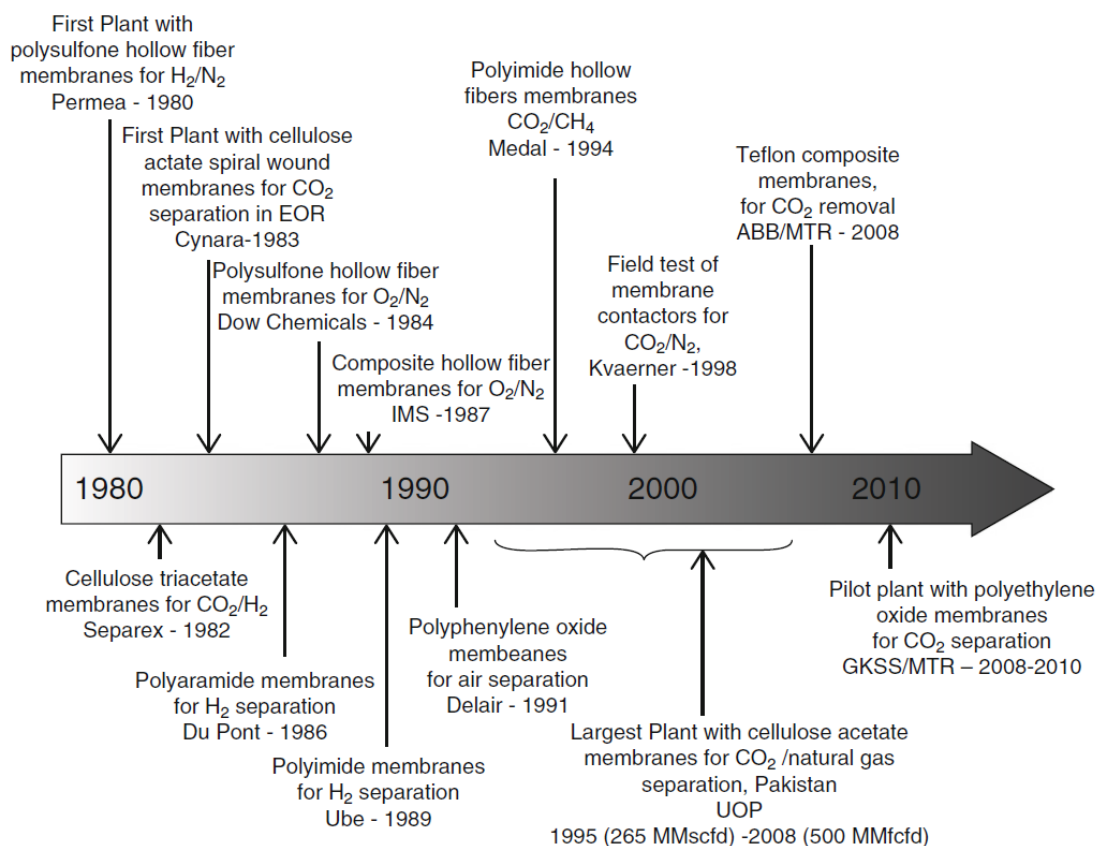 First Plant with
polysulfone hollow fiber
membranes for H₂/N₂
Permea - 1980
First Plant with cellulose
actate spiral wound
membranes for CO₂
separation in EOR
Cynara-1983
Polysulfone hollow fiber
membranes for O₂/N₂
Dow Chemicals - 1984
Composite hollow fiber
membranes for O₂/N₂
IMS -1987
Polyimide hollow
fibers membranes
CO₂/CH₄
Medal - 1994
Field test of
membrane
contactors for
CO₂/N₂,
Kvaerner -1998
Teflon composite
membranes,
for CO₂ removal
ABB/MTR - 2008
1980
1990
2000
2010
Cellulose triacetate
membranes for CO₂/H₂
Separex - 1982
Polyaramide membranes
for H₂ separation
Du Pont - 1986
Polyimide membranes
for H₂ separation
Ube - 1989
Polyphenylene oxide
membeanes
for air separation
Delair - 1991
Largest Plant with cellulose acetate
membranes for CO₂ /natural gas
separation, Pakistan
UOP
1995 (265 MMscfd) -2008 (500 MMfcfd)
Pilot plant with polyethylene
oxide membranes
for CO₂ separation
GKSS/MTR – 2008-2010